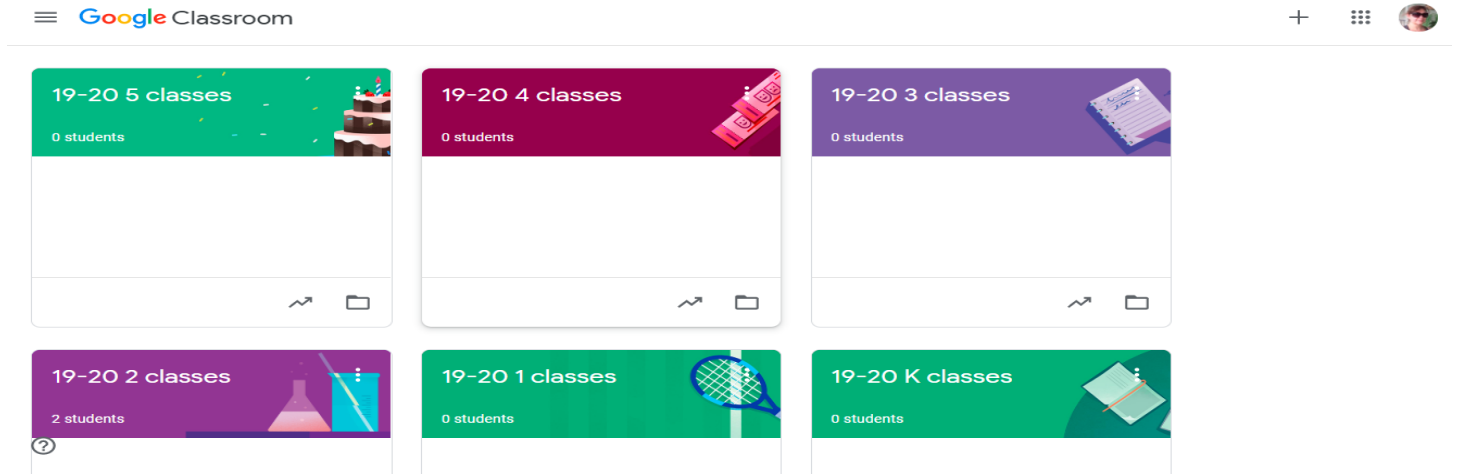 Google Classroom
19-20 5 classes
0 students
19-20 4 classes
0 students
19-20 3 classes
0 students
19-20 2 classes
2 students
19-20 1 classes
0 students
19-20 K classes
0 students